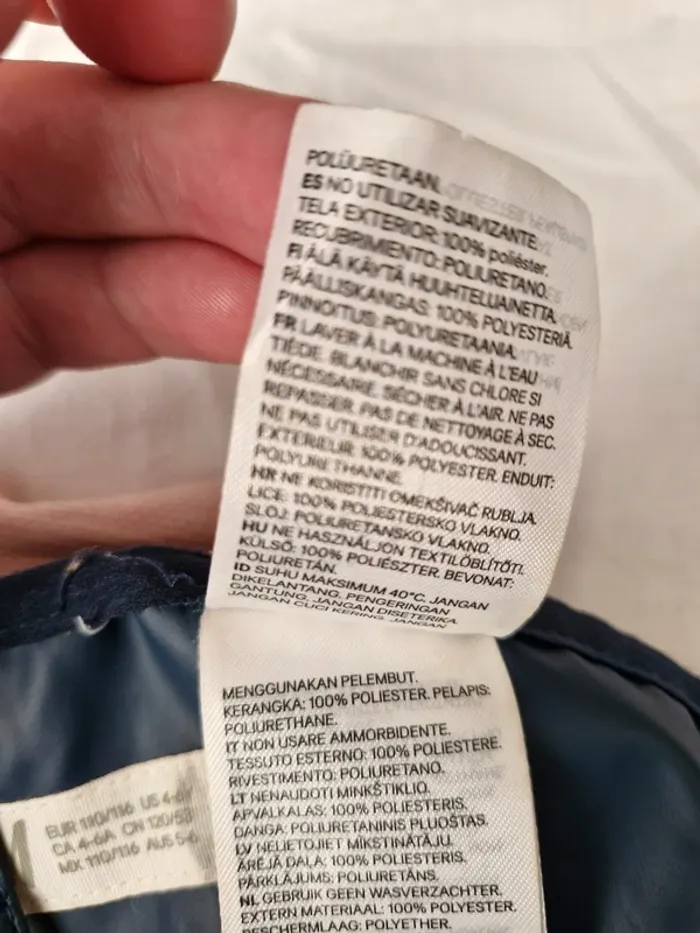 POLÜURETAAN.
ES NO UTILIZAR SUAVIZANTE.
TELA EXTERIOR: 100% poliéster.
RECUBRIMIENTO: POLIURETANO.
FI ÄLÄ KÄYTÄ HUUHTELUAINETTA.
PÄÄLLISKANGAS: 100% POLYESTERIÄ.
PINNOITUS: POLYURETAANIA.
FR LAVER À LA MACHINE À L'EAU
TIÈDE. BLANCHIR SANS CHLORE SI
NÉCESSAIRE. SÉCHER À L'AIR. NE PAS
REPASSER. PAS DE NETTOYAGE À SEC.
NE PAS UTILISER D'ADOUCISSANT.
EXTÉRIEUR: 100% POLYESTER. ENDUIT:
POLYURÉTHANNE.
HR NE KORISTITI OMEKŠIVAČ RUBLJA.
LICE: 100% POLIESTERSKO VLAKNO.
SLOJ: POLIURETANSKO VLAKNO.
HU NE HASZNÁLJON TEXTILÖBLÍTŐT!.
KÜLSŐ: 100% POLIÉSZTER. BEVONAT:
POLIURETÁN.
ID SUHU MAKSIMUM 40°C. JANGAN
DIKELANTANG. PENGERINGAN
GANTUNG. JANGAN DISETERIKA.
JANGAN CUCI KERING. JANGAN
MENGGUNAKAN PELEMBUT.
KERANGKA: 100% POLIESTER. PELAPIS:
POLIURETHANE.
IT NON USARE AMMORBIDENTE.
TESSUTO ESTERNO: 100% POLIESTERE.
RIVESTIMENTO: POLIURETANO.
LT NENAUDOTI MINKŠTIKLIO.
APVALKALAS: 100% POLIESTERIS.
DANGA: POLIURETANINIS PLUOŠTAS.
LV NELIETOJIET MĪKSTINĀTĀJU.
ĀRĒJĀ DAĻA: 100% POLIESTERIS.
PĀRKLĀJUMS: POLIURETĀNS.
NL GEBRUIK GEEN WASVERZACHTER.
EXTERN MATERIAAL: 100% POLYESTER.
BESCHERMLAAG: POLYETHER.
EUR 110/116 US 4-6
CA 4-6A CN 120/53
MX 110/116 AUS 5-6